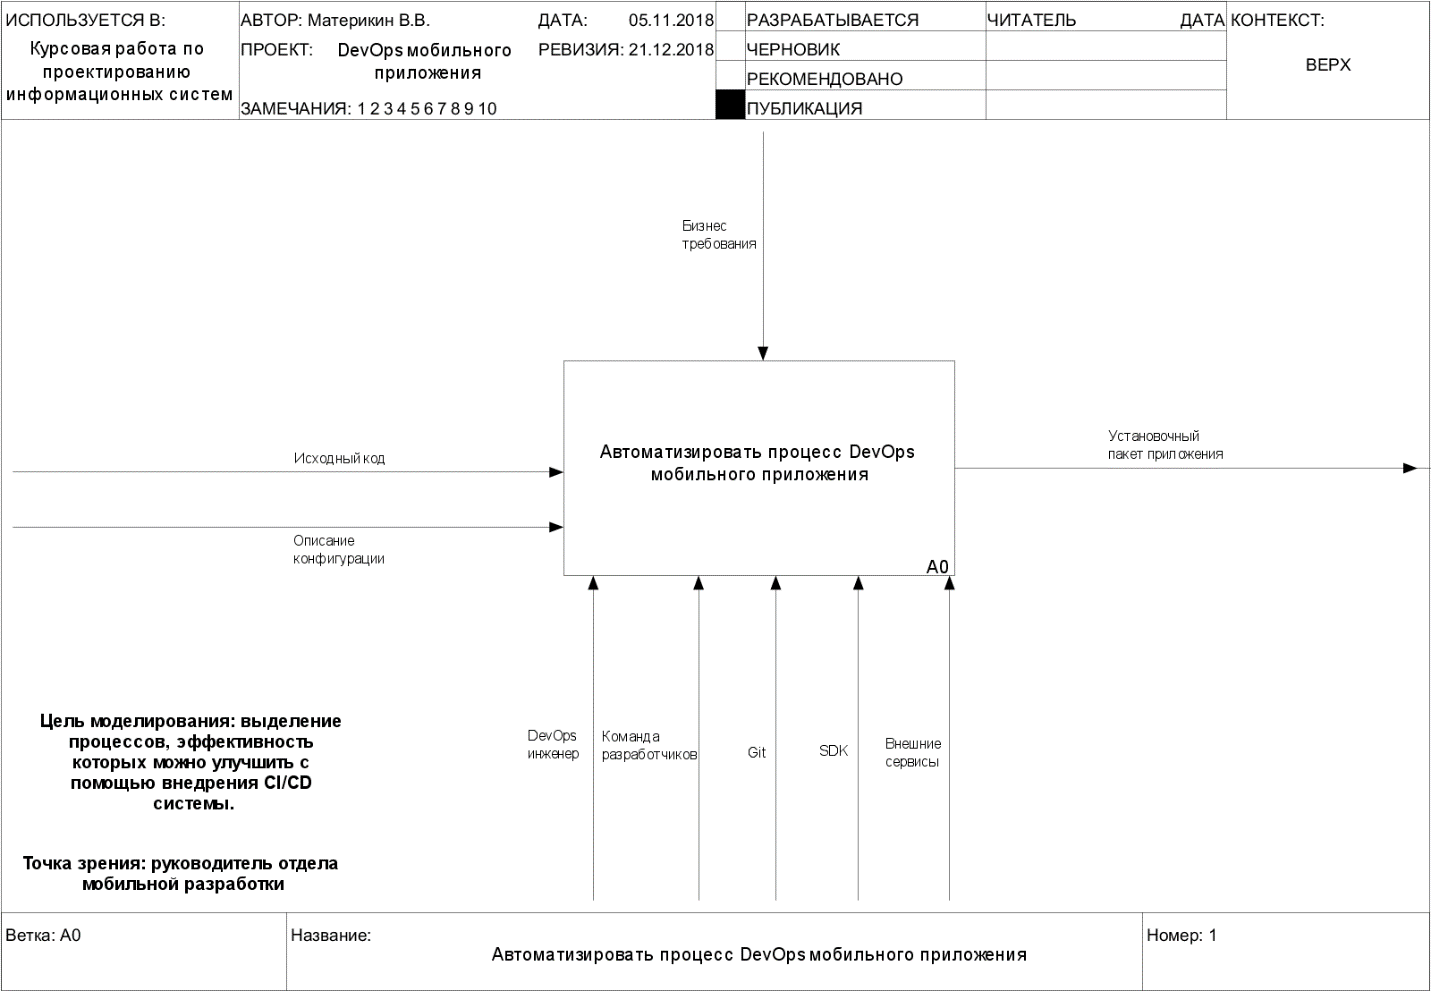 ИСПОЛЬЗУЕТСЯ В:
Курсовая работа по
проектированию
информационных систем
АВТОР: Материкин В.В.
ДАТА: 05.11.2018
ПРОЕКТ: DevOps мобильного
приложения
РЕВИЗИЯ: 21.12.2018
ЗАМЕЧАНИЯ: 1 2 3 4 5 6 7 8 9 10
РАЗРАБАТЫВАЕТСЯ
ЧЕРНОВИК
РЕКОМЕНДОВАНО
ПУБЛИКАЦИЯ
ЧИТАТЕЛЬ ДАТА
КОНТЕКСТ:
ВЕРХ
Бизнес
требования
Исходный код
Описание
конфигурации
Автоматизировать процесс DevOps
мобильного приложения
A0
Установочный
пакет приложения
DevOps
инженер
Команда
разработчиков
Git
SDK
Внешние
сервисы
Цель моделирования: выделение
процессов, эффективность
которых можно улучшить с
помощью внедрения CI/CD
системы.
Точка зрения: руководитель отдела
мобильной разработки
Ветка: A0
Название:
Автоматизировать процесс DevOps мобильного приложения
Номер: 1